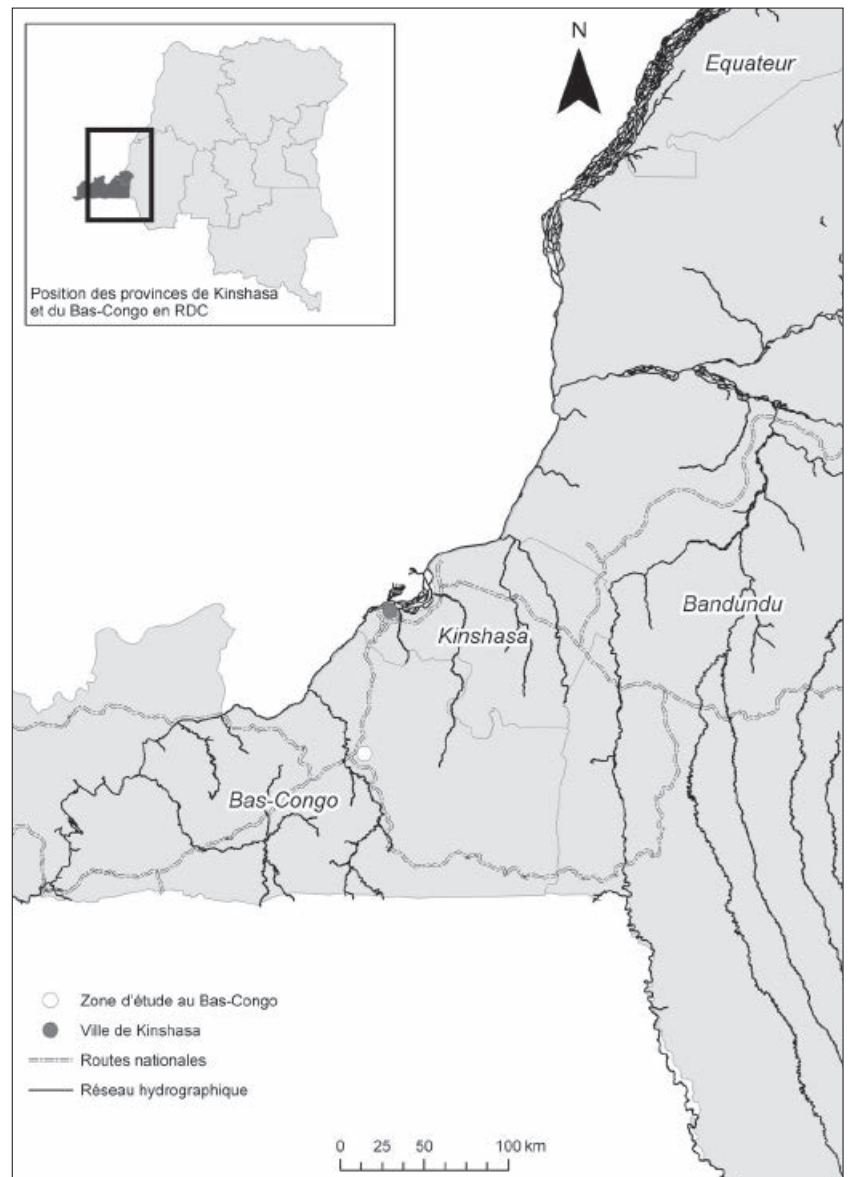 N
Equateur
Position des provinces de Kinshasa
et du Bas-Congo en RDC
Bandundu
Kinshasa
Bas-Congo
Zone d'étude au Bas-Congo
Ville de Kinshasa
Routes nationales
Réseau hydrographique
0 25 50 100 km